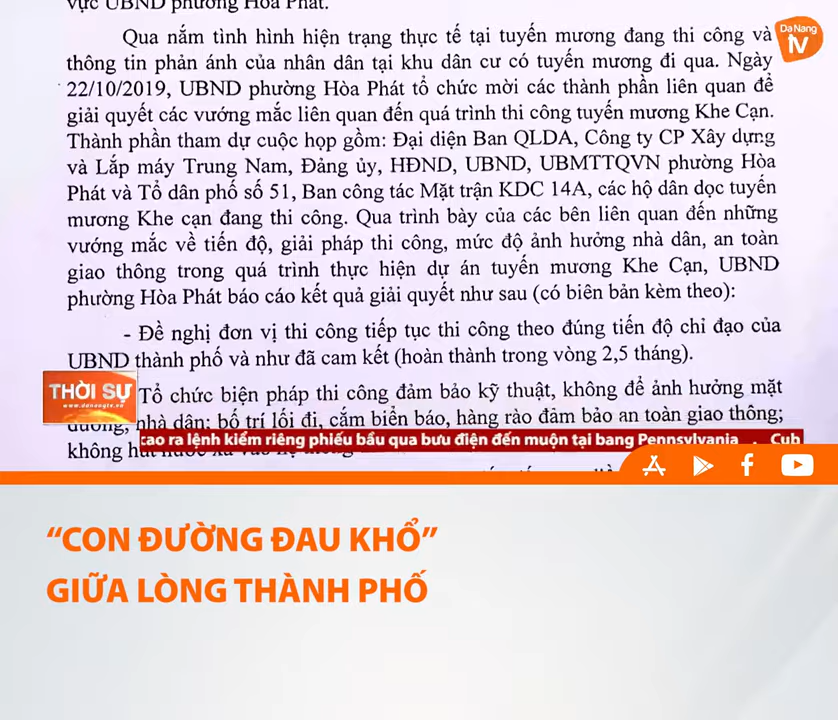 vực UBND phường Hòa Phát.
Qua nắm tình hình hiện trạng thực tế tại tuyến mương đang thi công và
thông tin phản ánh của nhân dân tại khu dân cư có tuyến mương đi qua. Ngày
22/10/2019, UBND phường Hòa Phát tổ chức mời các thành phần liên quan để
giải quyết các vướng mắc liên quan đến quá trình thi công tuyến mương Khe Cạn.
Thành phần tham dự cuộc họp gồm: Đại diện Ban QLDA, Công ty CP Xây dựng
và Lắp máy Trung Nam, Đảng ủy, HĐND, UBND, UBMTTQVN phường Hòa
Phát và Tổ dân phố số 51, Ban công tác Mặt trận KDC 14A, các hộ dân dọc tuyến
mương Khe cạn đang thi công. Qua trình bày của các bên liên quan đến những
vướng mắc về tiến độ, giải pháp thi công, mức độ ảnh hưởng nhà dân, an toàn
giao thông trong quá trình thực hiện dự án tuyến mương Khe Cạn, UBND
phường Hòa Phát báo cáo kết quả giải quyết như sau (có biên bản kèm theo):
- Đề nghị đơn vị thi công tiếp tục thi công theo đúng tiến độ chỉ đạo của
UBND thành phố và như đã cam kết (hoàn thành trong vòng 2,5 tháng).
Tổ chức biện pháp thi công đảm bảo kỹ thuật, không để ảnh hưởng mặt
đường, nhà dân; bố trí lối đi, cắm biển báo, hàng rào đảm bảo an toàn giao thông;
không
DaNang
TV
THỜI SỰ
www.danangtv.vn
cao ra lệnh kiểm riêng phiếu bầu qua bưu điện đến muộn tại bang Pennsylvania . Cub
“CON ĐƯỜNG ĐAU KHỔ”
GIỮA LÒNG THÀNH PHỐ